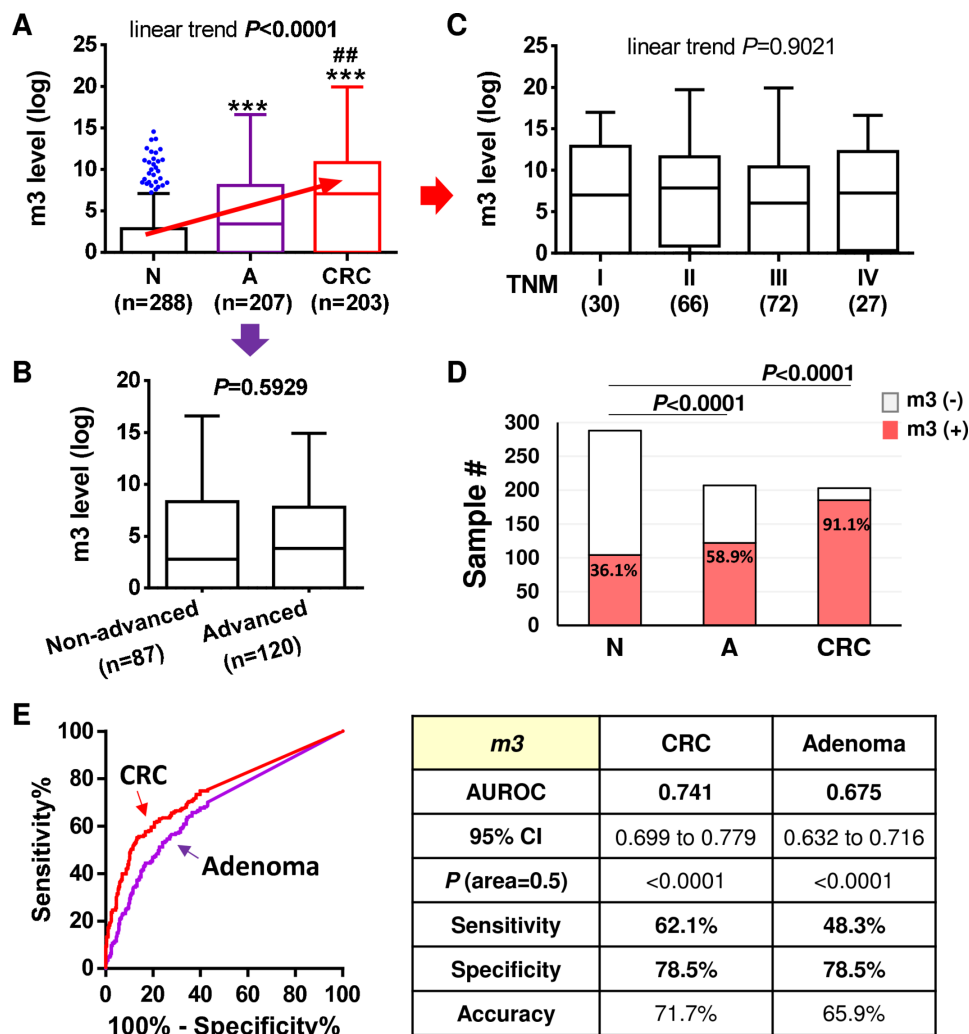 A
linear trend P<0.0001
m3 level (log)
25
20
15
10
5
0
***
##
***
N
A
CRC
(n=288)
(n=207)
(n=203)
C
linear trend P=0.9021
m3 level (log)
25
20
15
10
5
0
TNM
I
II
III
IV
(30)
(66)
(72)
(27)
B
P=0.5929
m3 level (log)
20
15
10
5
0
Non-advanced
(n=87)
Advanced
(n=120)
D
P<0.0001
P<0.0001
m3 (-)
m3 (+)
Sample #
300
250
200
150
100
50
0
36.1%
58.9%
91.1%
N
A
CRC
E
Sensitivity%
100
80
60
40
20
0
CRC
Adenoma
0 20 40 60 80 100
100% - Specificity%
m3 CRC Adenoma
AUROC 0.741 0.675
95% CI 0.699 to 0.779 0.632 to 0.716
P (area=0.5) <0.0001 <0.0001
Sensitivity 62.1% 48.3%
Specificity 78.5% 78.5%
Accuracy 71.7% 65.9%